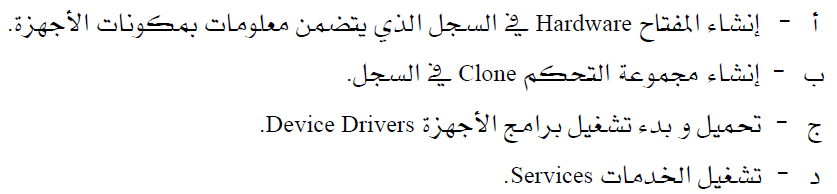 أ - إنشاء المفتاح Hardware في السجل الذي يتضمن معلومات بمكونات الأجهزة.
ب - إنشاء مجموعة التحكم Clone في السجل.
ج - تحميل و بدء تشغيل برامج الأجهزة Device Drivers.
د - تشغيل الخدمات Services.